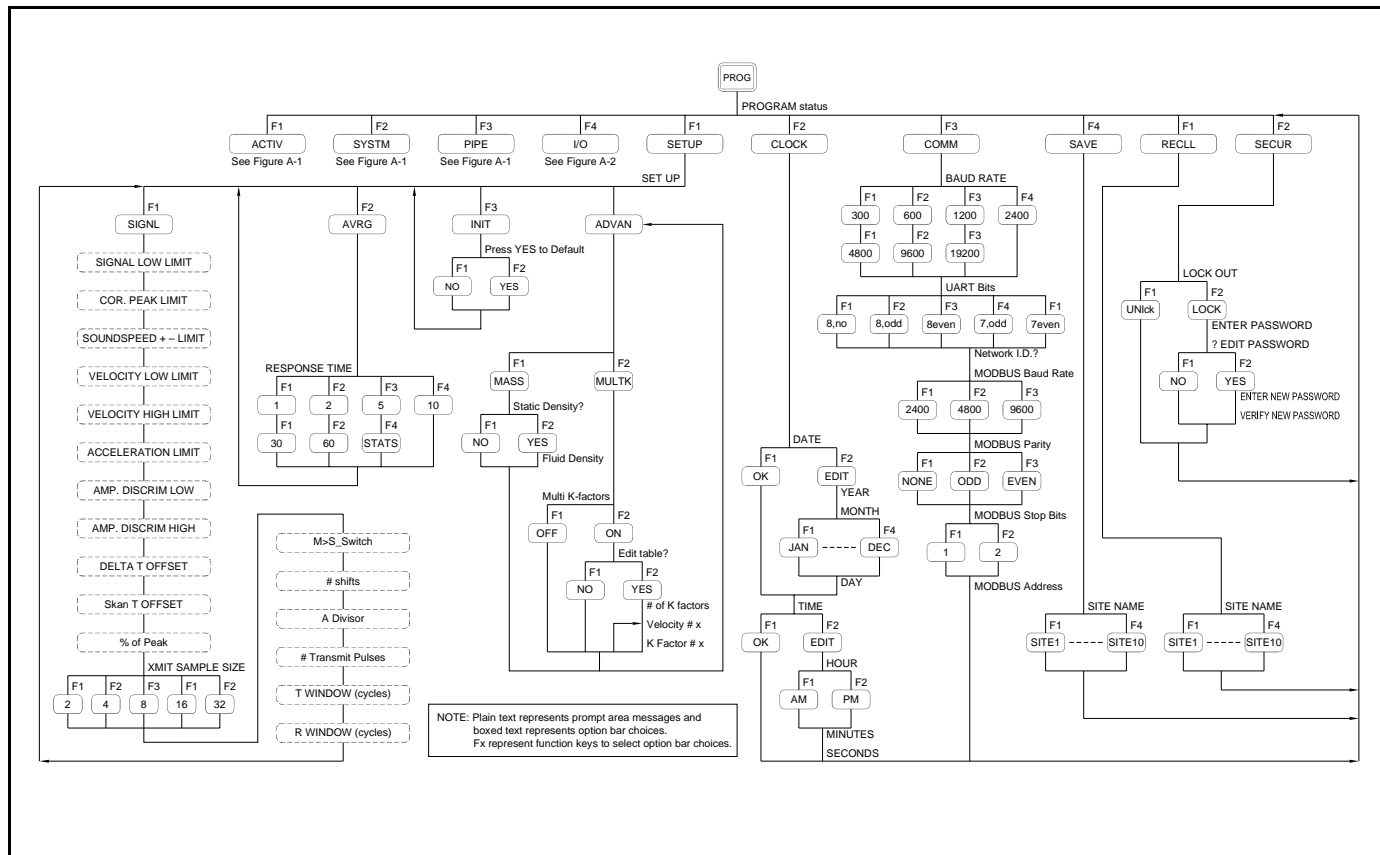 PROG
PROGRAM status
F1 F2 F3 F4 F1 F2 F3 F4 F1 F2
ACTIV SYSTM PIPE I/O SETUP CLOCK COMM SAVE RECLL SECUR
See Figure A-1 See Figure A-1 See Figure A-1 See Figure A-2
SET UP
F1 F2 F3
SIGNL AVRG INIT ADVAN
SIGNAL LOW LIMIT
COR. PEAK LIMIT
SOUNDSPEED + – LIMIT
VELOCITY LOW LIMIT
VELOCITY HIGH LIMIT
ACCELERATION LIMIT
AMP. DISCRIM LOW
AMP. DISCRIM HIGH
DELTA T OFFSET
Skan T OFFSET
% of Peak
XMIT SAMPLE SIZE
F1 F2 F3 F1 F2
2 4 8 16 32
M>S_Switch
# shifts
A Divisor
# Transmit Pulses
T WINDOW (cycles)
R WINDOW (cycles)
RESPONSE TIME
F1 F2 F3 F4
1 2 5 10
F1 F2 F4
30 60 STATS
Press YES to Default
F1 F2
NO YES
F1 F2
MASS MULTK
Static Density?
F1 F2
NO YES
Fluid Density
Multi K-factors
F1 F2
OFF ON
Edit table?
F1 F2
NO YES
# of K factors
Velocity # x
K Factor # x
NOTE: Plain text represents prompt area messages and
boxed text represents option bar choices.
Fx represent function keys to select option bar choices.
DATE
F1 F2
OK EDIT
YEAR
MONTH
F1 F4
JAN ----- DEC
DAY
TIME
F1 F2
OK EDIT
HOUR
F1 F2
AM PM
MINUTES
SECONDS
BAUD RATE
F1 F2 F3 F4
300 600 1200 2400
F1 F2 F3
4800 9600 19200
UART Bits
F1 F2 F3 F4 F1
8,no 8,odd 8even 7,odd 7even
Network I.D.?
MODBUS Baud Rate
F1 F2 F3
2400 4800 9600
MODBUS Parity
F1 F2 F3
NONE ODD EVEN
MODBUS Stop Bits
F1 F2
1 2
MODBUS Address
SITE NAME
F1 F4
SITE1 ----- SITE10
SITE NAME
F1 F4
SITE1 ----- SITE10
LOCK OUT
F1 F2
UNlck LOCK
ENTER PASSWORD
? EDIT PASSWORD
F1 F2
NO YES
ENTER NEW PASSWORD
VERIFY NEW PASSWORD